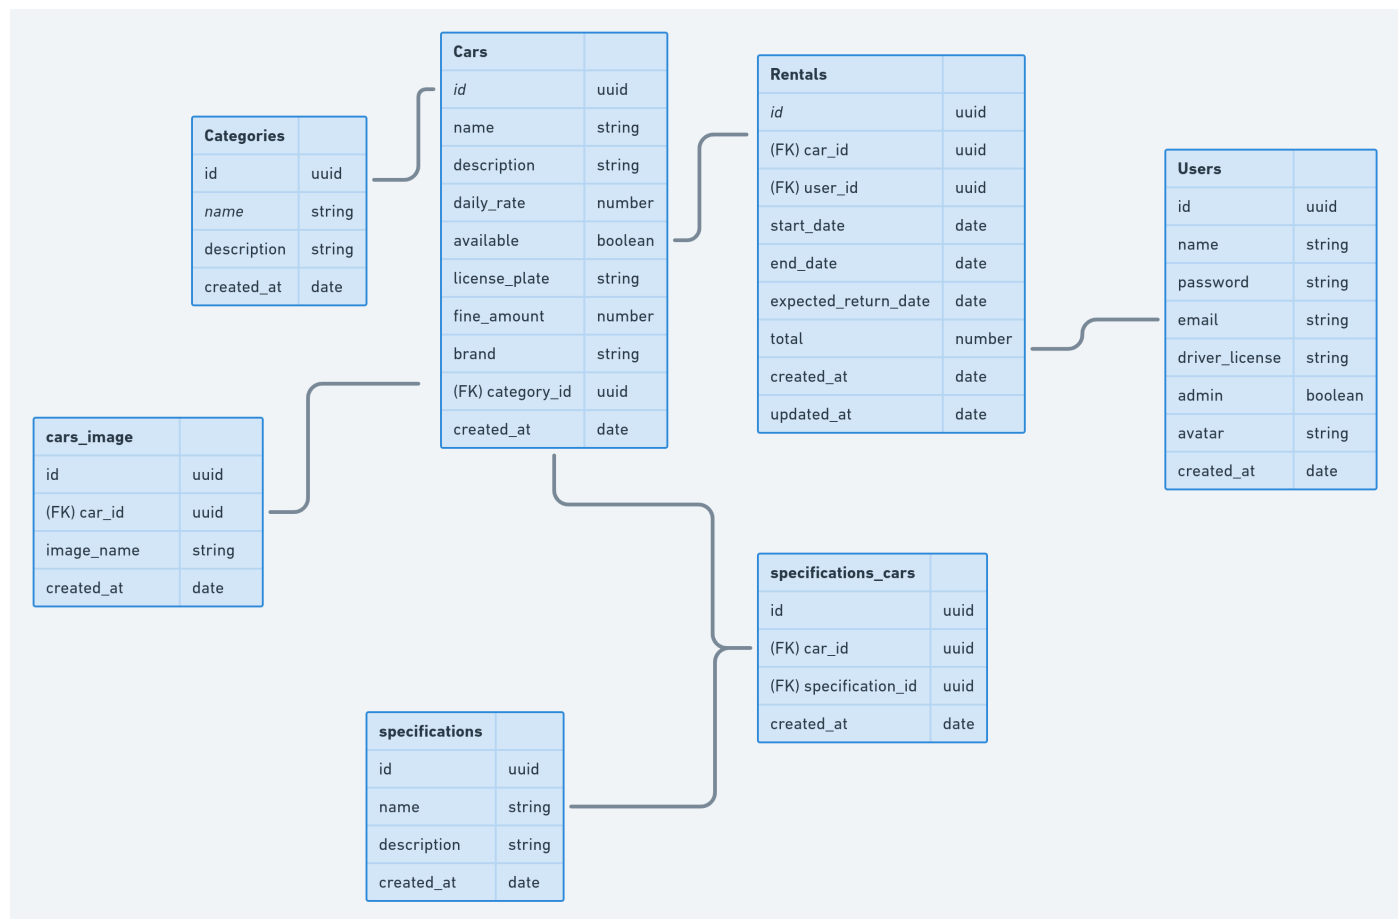 Cars
id uuid
name string
description string
daily_rate number
available boolean
license_plate string
fine_amount number
brand string
(FK) category_id uuid
created_at date
Rentals
id uuid
(FK) car_id uuid
(FK) user_id uuid
start_date date
end_date date
expected_return_date date
total number
created_at date
updated_at date
Categories
id uuid
name string
description string
created_at date
Users
id uuid
name string
password string
email string
driver_license string
admin boolean
avatar string
created_at date
cars_image
id uuid
(FK) car_id uuid
image_name string
created_at date
specifications_cars
id uuid
(FK) car_id uuid
(FK) specification_id uuid
created_at date
specifications
id uuid
name string
description string
created_at date